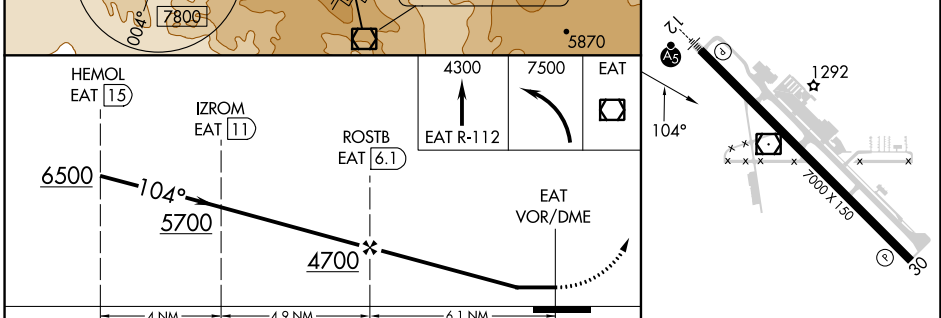 004°
7800
5870
HEMOL
EAT 15
IZROM
EAT 11
ROSTB
EAT 6.1
4300
EAT R-112
7500
EAT
6500
104°
5700
4700
EAT
VOR/DME
4 NM
4.9 NM
6.1 NM
12
P
A5
1292
104°
7000 X 150
P
30